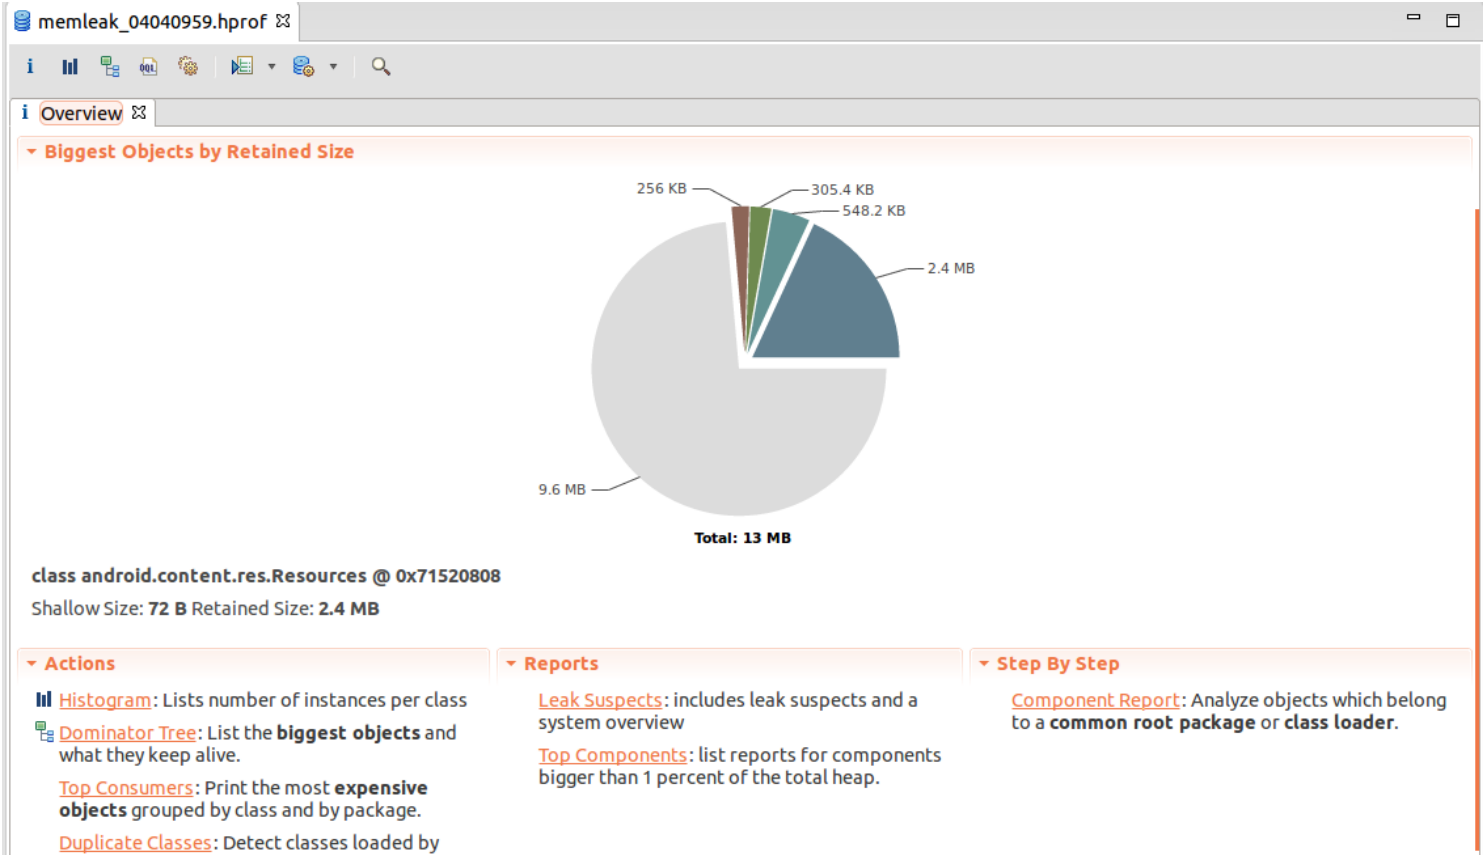 memleak_04040959.hprof
i
OQL
i Overview
Biggest Objects by Retained Size
256 KB
305.4 KB
548.2 KB
2.4 MB
9.6 MB
Total: 13 MB
class android.content.res.Resources @ 0x71520808
Shallow Size: 72 B Retained Size: 2.4 MB
Actions
Histogram: Lists number of instances per class
Dominator Tree: List the biggest objects and
what they keep alive.
Top Consumers: Print the most expensive
objects grouped by class and by package.
Duplicate Classes: Detect classes loaded by
Reports
Leak Suspects: includes leak suspects and a
system overview
Top Components: list reports for components
bigger than 1 percent of the total heap.
Step By Step
Component Report: Analyze objects which belong
to a common root package or class loader.